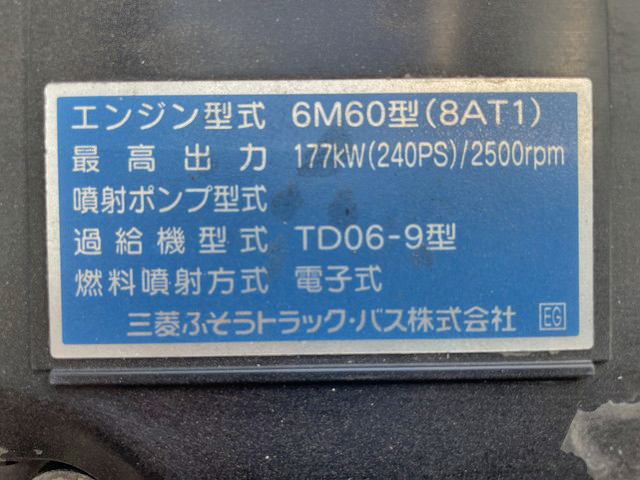 エンジン型式 6M60型(8AT1)
最高出力 177kW(240PS)/2500rpm
噴射ポンプ型式
過給機型式 TD06-9型
燃料噴射方式 電子式
三菱ふそうトラック・バス株式会社 EG